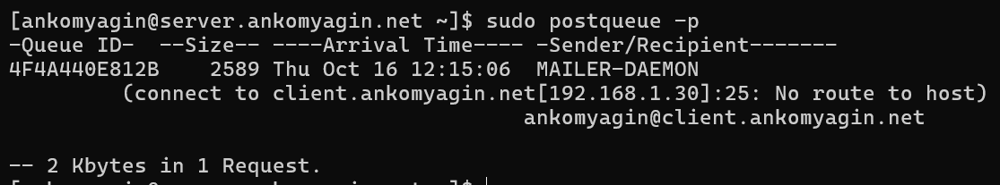 [ankomyagin@server.ankomyagin.net ~]$ sudo postqueue -p
-Queue ID-  --Size-- ----Arrival Time---- -Sender/Recipient-------
4F4A440E812B    2589 Thu Oct 16 12:15:06  MAILER-DAEMON
         (connect to client.ankomyagin.net[192.168.1.30]:25: No route to host)
                                         ankomyagin@client.ankomyagin.net

-- 2 Kbytes in 1 Request.